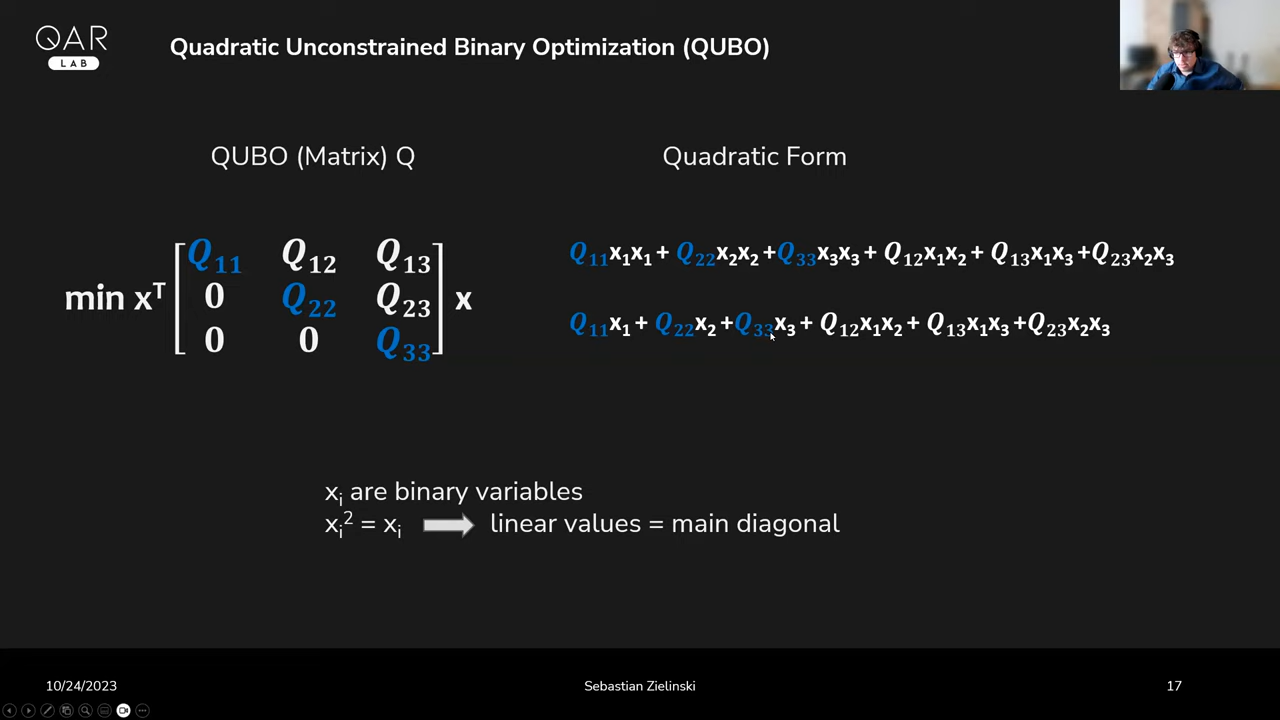 QAR
LAB
Quadratic Unconstrained Binary Optimization (QUBO)
QUBO (Matrix) Q
Quadratic Form
min xᵀ [ Q₁₁ Q₁₂ Q₁₃
0 Q₂₂ Q₂₃
0 0 Q₃₃ ] x
Q₁₁x₁x₁ + Q₂₂x₂x₂ +Q₃₃x₃x₃ + Q₁₂x₁x₂ + Q₁₃x₁x₃ +Q₂₃x₂x₃
Q₁₁x₁ + Q₂₂x₂ +Q₃₃x₃ + Q₁₂x₁x₂ + Q₁₃x₁x₃ +Q₂₃x₂x₃
xᵢ are binary variables
xᵢ² = xᵢ ➡ linear values = main diagonal
10/24/2023
Sebastian Zielinski
17